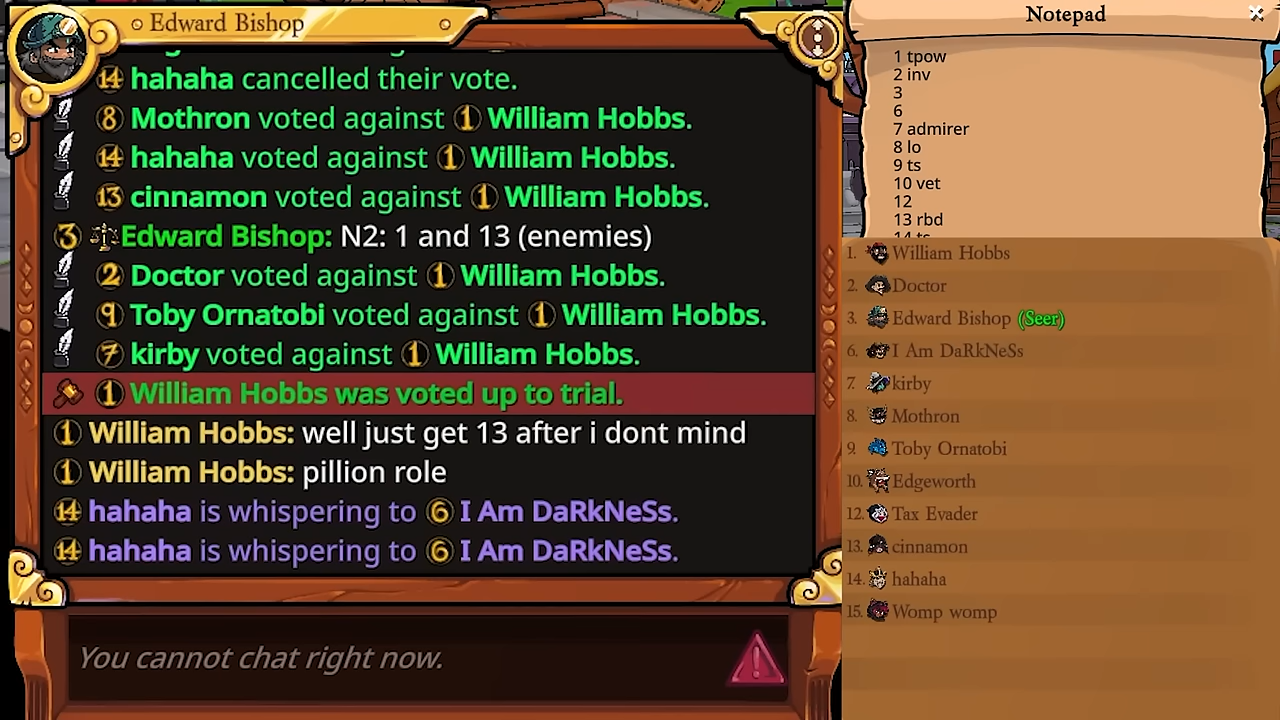 Edward Bishop
14 hahaha cancelled their vote.
8 Mothron voted against 1 William Hobbs.
14 hahaha voted against 1 William Hobbs.
13 cinnamon voted against 1 William Hobbs.
3 Edward Bishop: N2: 1 and 13 (enemies)
2 Doctor voted against 1 William Hobbs.
9 Toby Ornatobi voted against 1 William Hobbs.
7 kirby voted against 1 William Hobbs.
1 William Hobbs was voted up to trial.
1 William Hobbs: well just get 13 after i dont mind
1 William Hobbs: pillion role
14 hahaha is whispering to 6 I Am DaRkNeSs.
14 hahaha is whispering to 6 I Am DaRkNeSs.
You cannot chat right now.
Notepad
1 tpow
2 inv
3
6
7 admirer
8 lo
9 ts
10 vet
12
13 rbd
14 ts
1. William Hobbs
2. Doctor
3. Edward Bishop (Seer)
6. I Am DaRkNeSs
7. kirby
8. Mothron
9. Toby Ornatobi
10. Edgeworth
12. Tax Evader
13. cinnamon
14. hahaha
15. Womp womp